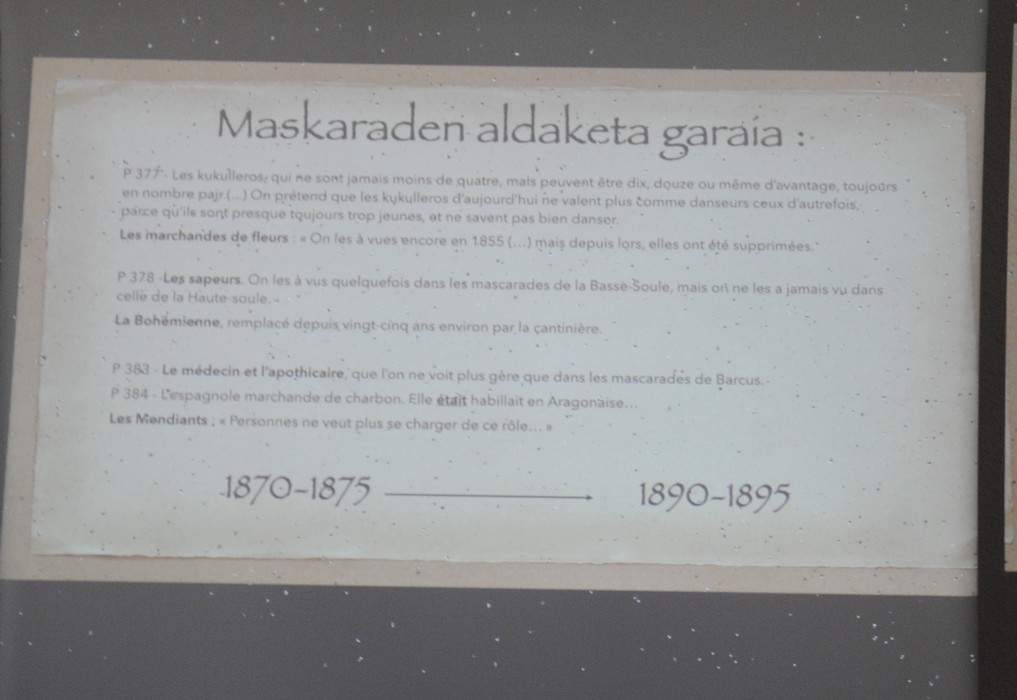 Maskaraden aldaketa garaia :
P 377 - Les kukulleros, qui ne sont jamais moins de quatre, mais peuvent être dix, douze ou même d'avantage, toujours
en nombre pajr (...) On prétend que les kykulleros d'aujourd'hui ne valent plus comme danseurs ceux d'autrefois,
parce qu'ils sont presque toujours trop jeunes, et ne savent pas bien danser.
Les marchandes de fleurs : « On les à vues encore en 1855 (...) mais depuis lors, elles ont été supprimées."
P 378 -Les sapeurs. On les à vus quelquefois dans les mascarades de la Basse-Soule, mais on ne les a jamais vu dans
celle de la Haute-soule. -
La Bohémienne, remplacé depuis vingt-cinq ans environ par la cantinière.
P 383 - Le médecin et l'apothicaire, que l'on ne voit plus gère que dans les mascarades de Barcus. -
P 384 - L'espagnole marchande de charbon. Elle était habillait en Aragonaise...
Les Mendiants ; « Personnes ne veut plus se charger de ce rôle... »
1870-1875 1890-1895